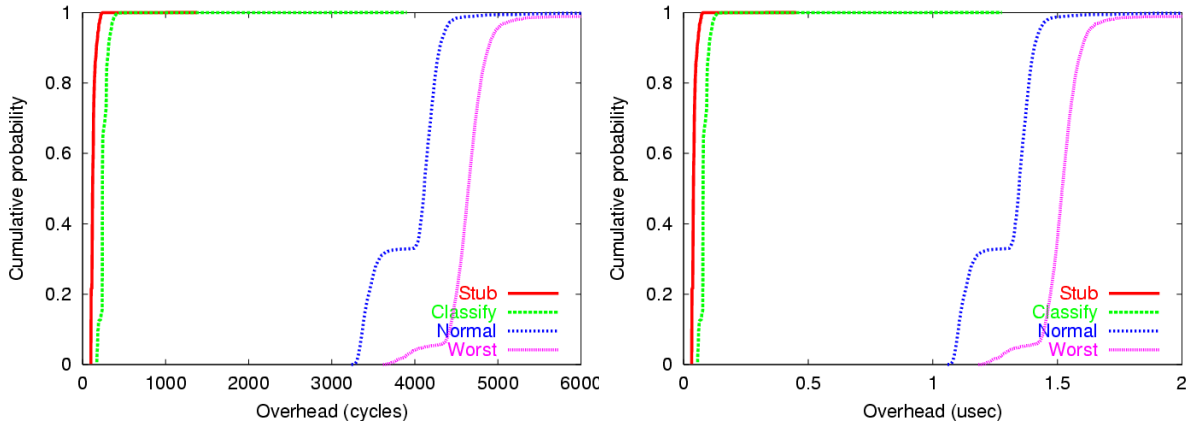 1
0.8
0.6
0.4
0.2
0
Cumulative probability
Stub
Classify
Normal
Worst
0 1000 2000 3000 4000 5000 6000
Overhead (cycles)
1
0.8
0.6
0.4
0.2
0
Cumulative probability
Stub
Classify
Normal
Worst
0 0.5 1 1.5 2
Overhead (usec)